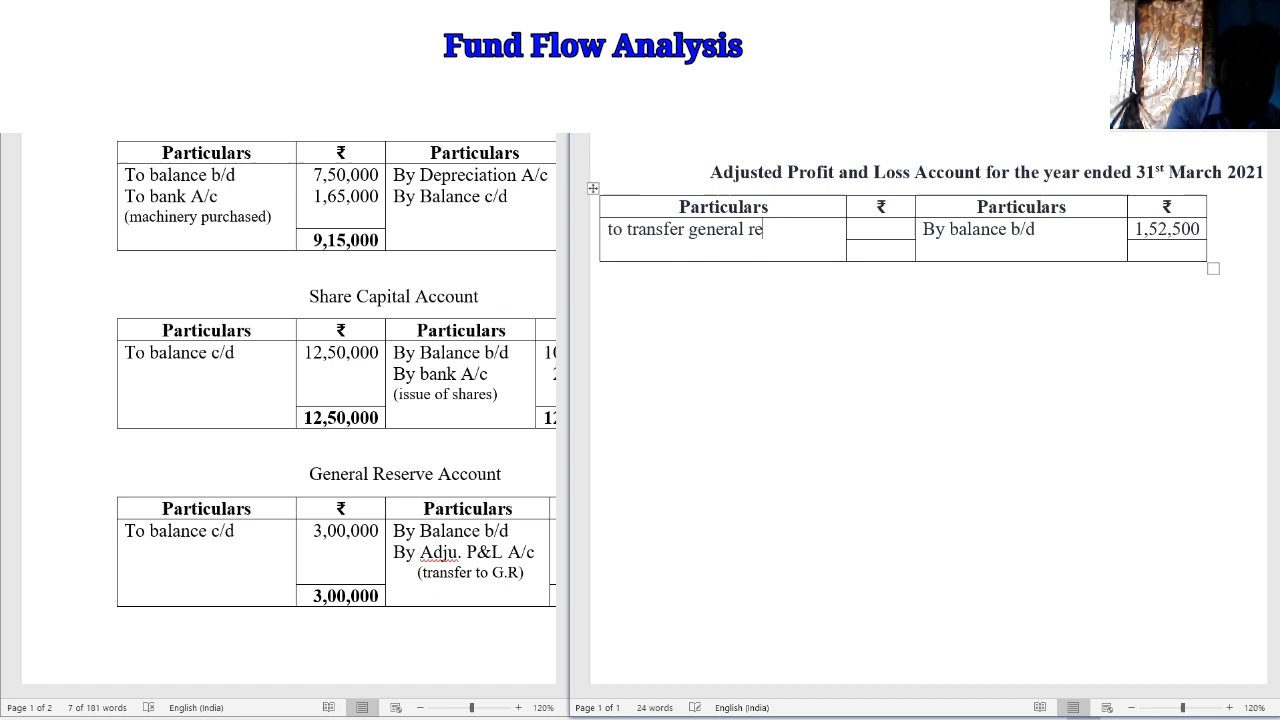 Fund Flow Analysis
Particulars ₹ Particulars
To balance b/d 7,50,000 By Depreciation A/c
To bank A/c 1,65,000 By Balance c/d
(machinery purchased)
9,15,000
Share Capital Account
Particulars ₹ Particulars
To balance c/d 12,50,000 By Balance b/d
By bank A/c
(issue of shares)
12,50,000
General Reserve Account
Particulars ₹ Particulars
To balance c/d 3,00,000 By Balance b/d
By Adju. P&L A/c
(transfer to G.R)
3,00,000
Page 1 of 2 7 of 181 words English (India) 120%
Adjusted Profit and Loss Account for the year ended 31st March 2021
Particulars ₹ Particulars ₹
to transfer general re By balance b/d 1,52,500
Page 1 of 1 24 words English (India) 120%